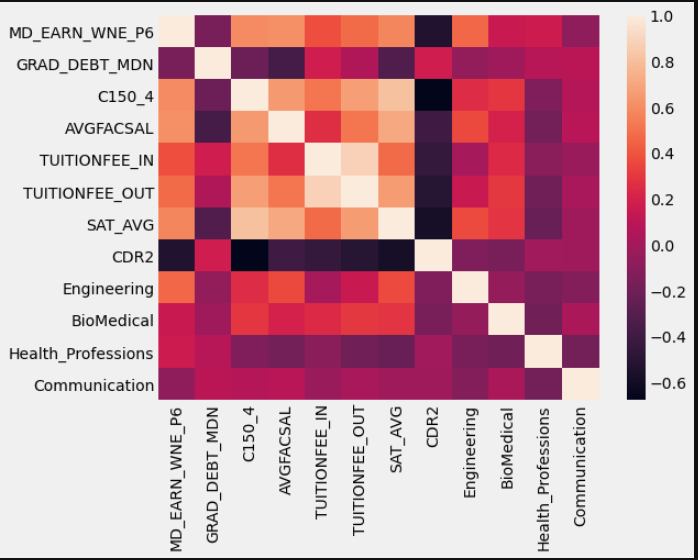 MD_EARN_WNE_P6
GRAD_DEBT_MDN
C150_4
AVGFACSAL
TUITIONFEE_IN
TUITIONFEE_OUT
SAT_AVG
CDR2
Engineering
BioMedical
Health_Professions
Communication
MD_EARN_WNE_P6
GRAD_DEBT_MDN
C150_4
AVGFACSAL
TUITIONFEE_IN
TUITIONFEE_OUT
SAT_AVG
CDR2
Engineering
BioMedical
Health_Professions
Communication
1.0
0.8
0.6
0.4
0.2
0.0
−0.2
−0.4
−0.6